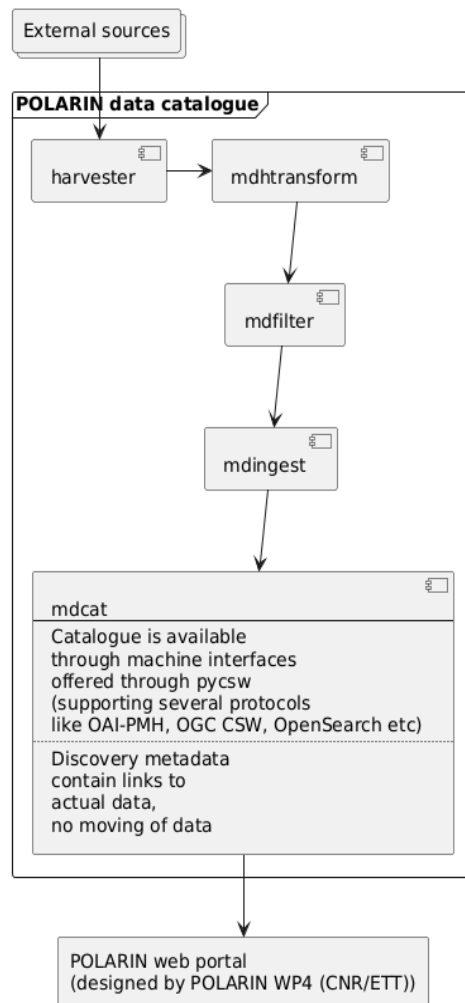 External sources
POLARIN data catalogue
harvester
mdhtransform
mdfilter
mdingest
mdcat
Catalogue is available
through machine interfaces
offered through pycsw
(supporting several protocols
like OAI-PMH, OGC CSW, OpenSearch etc)
Discovery metadata
contain links to
actual data,
no moving of data
POLARIN web portal
(designed by POLARIN WP4 (CNR/ETT))